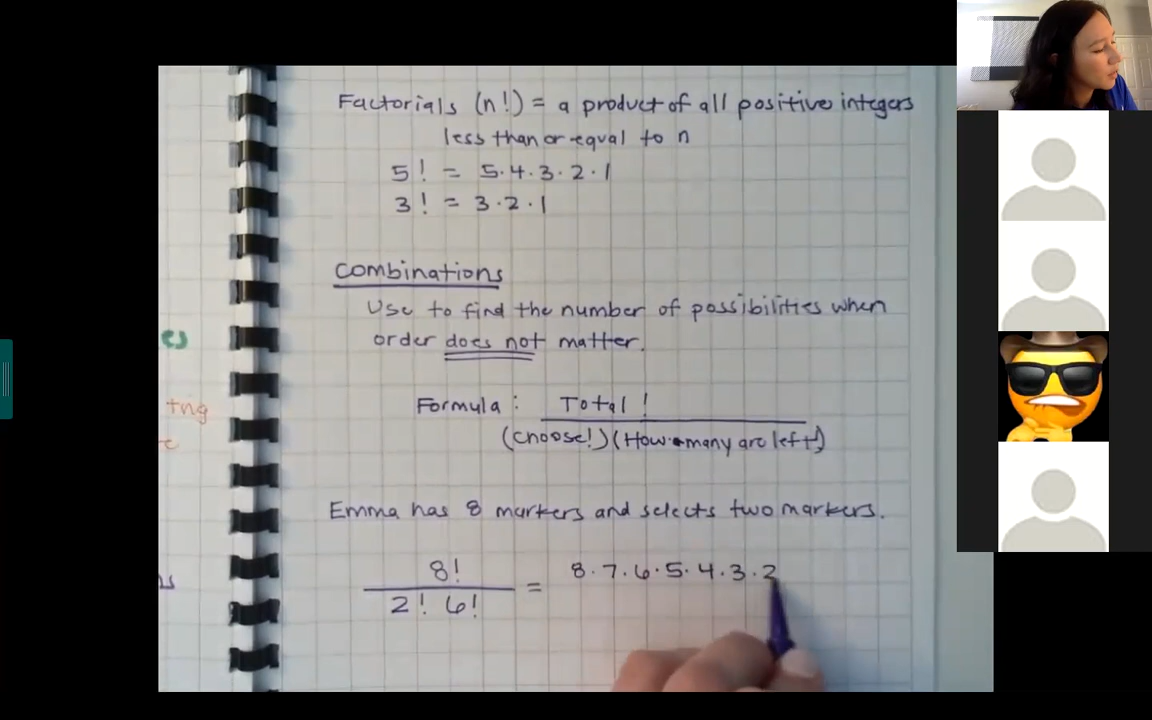 Factorials (n!) = a product of all positive integers
less than or equal to n
5! = 5.4.3.2.1
3! = 3.2.1
es
Combinations
Use to find the number of possibilities when
order does not matter.
tng
Formula: Total!
(Choose!)(How many are left!)
Emma has 8 markers and selects two markers.
8!
2! 6!
= 8.7.6.5.4.3.2